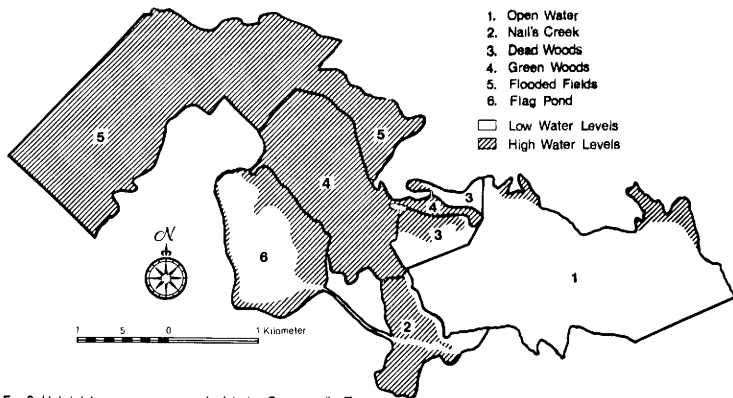 1. Open Water
2. Nail's Creek
3. Dead Woods
4. Green Woods
5. Flooded Fields
6. Flag Pond
Low Water Levels
High Water Levels
5
5
4
4
3
3
6
1
2
N
1 5 0 1 Kilometer